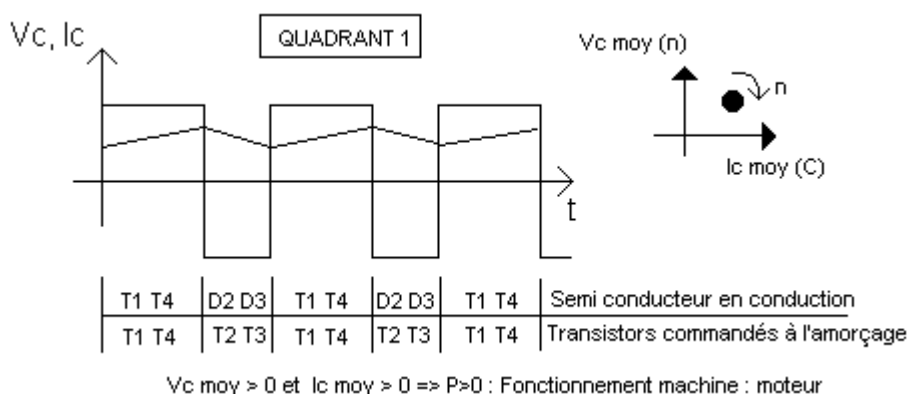 Vc, Ic
QUADRANT 1
Vc moy (n)
n
Ic moy (C)
t
T1 T4 D2 D3 T1 T4 D2 D3 T1 T4 Semi conducteur en conduction
T1 T4 T2 T3 T1 T4 T2 T3 T1 T4 Transistors commandés à l'amorçage
Vc moy > 0 et Ic moy > 0 => P>0 : Fonctionnement machine : moteur